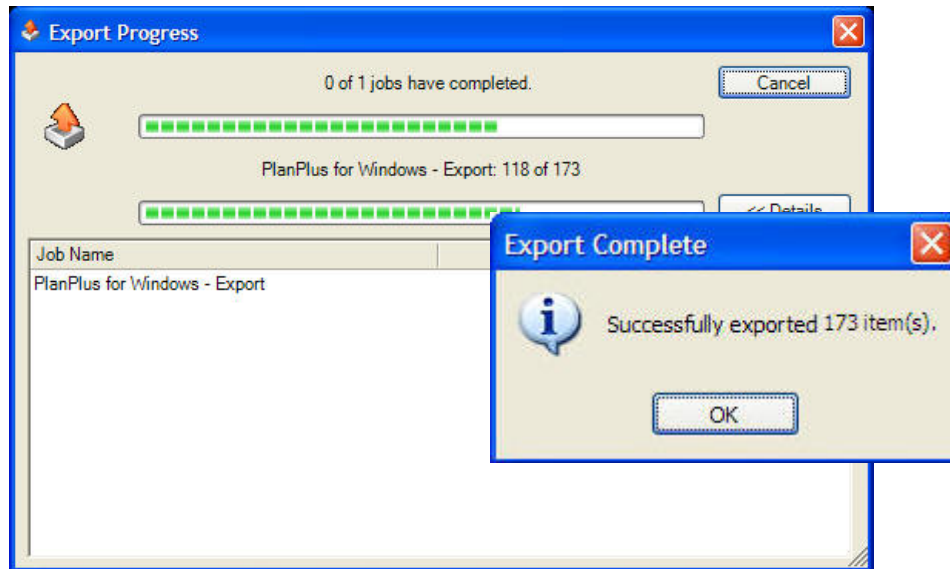 Export Progress
0 of 1 jobs have completed.
Cancel
PlanPlus for Windows - Export: 118 of 173
<< Details
Job Name
PlanPlus for Windows - Export
Export Complete
Successfully exported 173 item(s).
OK